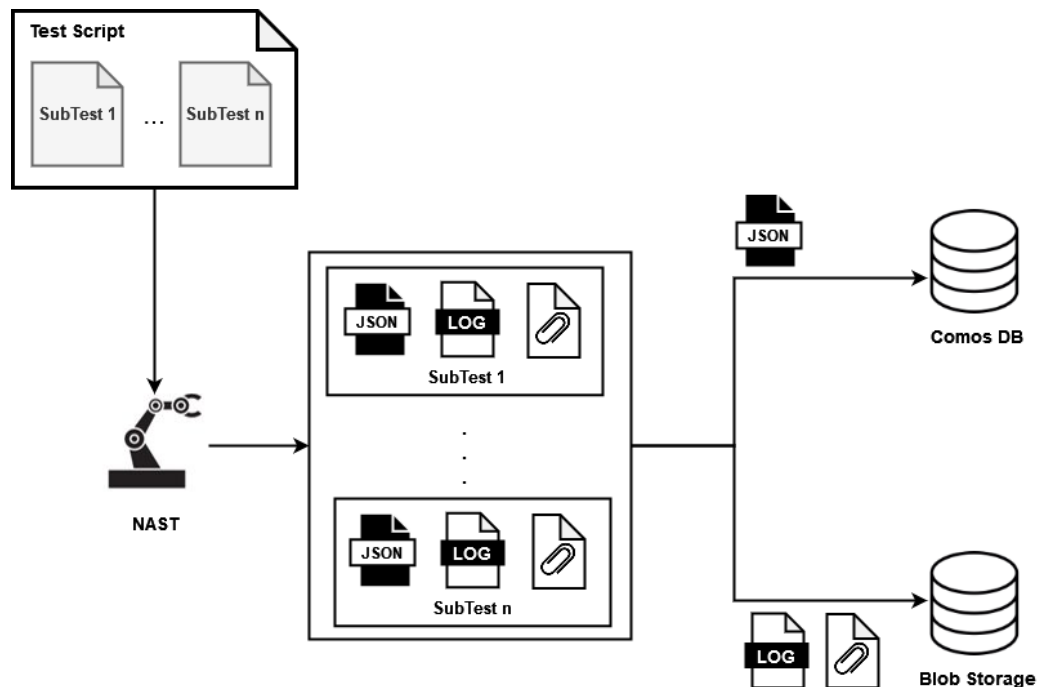 Test Script
SubTest 1
...
SubTest n
JSON
JSON
LOG
SubTest 1
Comos DB
.
.
.
NAST
JSON
LOG
SubTest n
LOG
Blob Storage